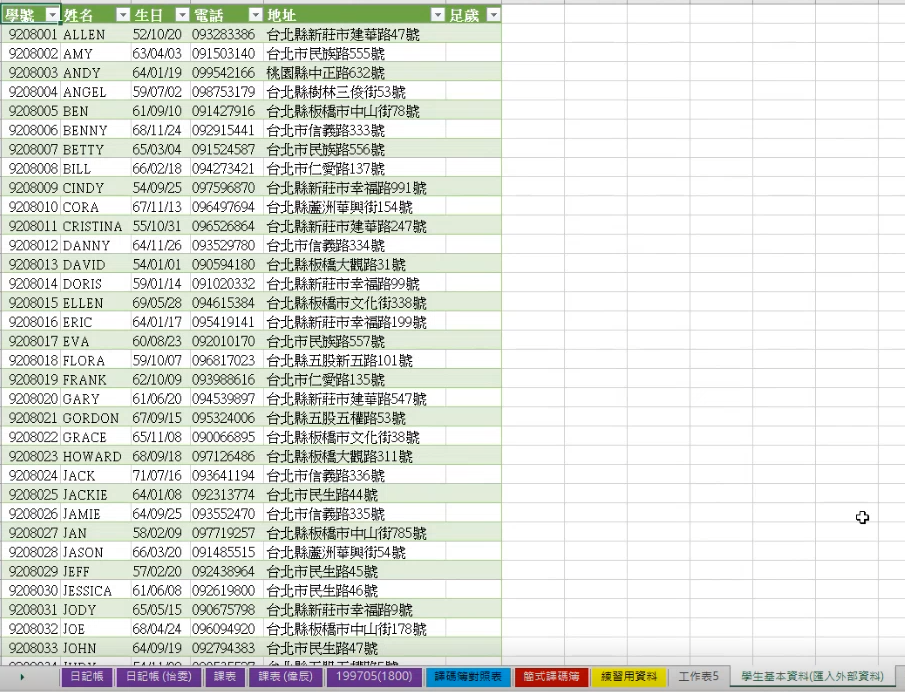 學號 姓名 生日 電話 地址 足歲
9208001 ALLEN 52/10/20 093283386 台北縣新莊市建華路47號
9208002 AMY 63/04/03 091503140 台北市民族路555號
9208003 ANDY 64/01/19 099542166 桃園縣中正路632號
9208004 ANGEL 59/07/02 098753179 台北縣樹林三俊街53號
9208005 BEN 61/09/10 091427916 台北縣板橋市中山街78號
9208006 BENNY 68/11/24 092915441 台北市信義路333號
9208007 BETTY 65/03/04 091524587 台北市民族路556號
9208008 BILL 66/02/18 094273421 台北市仁愛路137號
9208009 CINDY 54/09/25 097596870 台北縣新莊市幸福路991號
9208010 CORA 67/11/13 096497694 台北縣蘆洲華興街154號
9208011 CRISTINA 55/10/31 096526864 台北縣新莊市建華路247號
9208012 DANNY 64/11/26 093529780 台北市信義路334號
9208013 DAVID 54/01/01 090594180 台北縣板橋大觀路31號
9208014 DORIS 59/01/14 091020332 台北縣新莊市幸福路99號
9208015 ELLEN 69/05/28 094615384 台北縣板橋市文化街338號
9208016 ERIC 64/01/17 095419141 台北縣新莊市幸福路199號
9208017 EVA 60/08/23 092010170 台北市民族路557號
9208018 FLORA 59/10/07 096817023 台北縣五股新五路101號
9208019 FRANK 62/10/09 093988616 台北市仁愛路135號
9208020 GARY 61/06/20 094539897 台北縣新莊市建華路547號
9208021 GORDON 67/09/15 095324006 台北縣五股五權路53號
9208022 GRACE 65/11/08 090066895 台北縣板橋市文化街38號
9208023 HOWARD 68/09/18 097126486 台北縣板橋大觀路311號
9208024 JACK 71/07/16 093641194 台北市信義路336號
9208025 JACKIE 64/01/08 092313774 台北市民生路44號
9208026 JAMIE 64/09/25 093552470 台北市信義路335號
9208027 JAN 58/02/09 097719257 台北縣板橋市中山街785號
9208028 JASON 66/03/20 091485515 台北縣蘆洲華興街54號
9208029 JEFF 57/02/20 092438964 台北市民生路45號
9208030 JESSICA 61/06/08 092619800 台北市民生路46號
9208031 JODY 65/05/15 090675798 台北縣新莊市幸福路9號
9208032 JOE 68/04/24 096094920 台北縣板橋市中山街178號
9208033 JOHN 64/09/19 092794383 台北市民生路47號
日記帳 日記帳 (怡雯) 課表 課表 (偉辰) 199705(1800) 課碼簿對照表 簡式課碼簿 練習用資料 工作表5 學生基本資料(匯入外部資料)